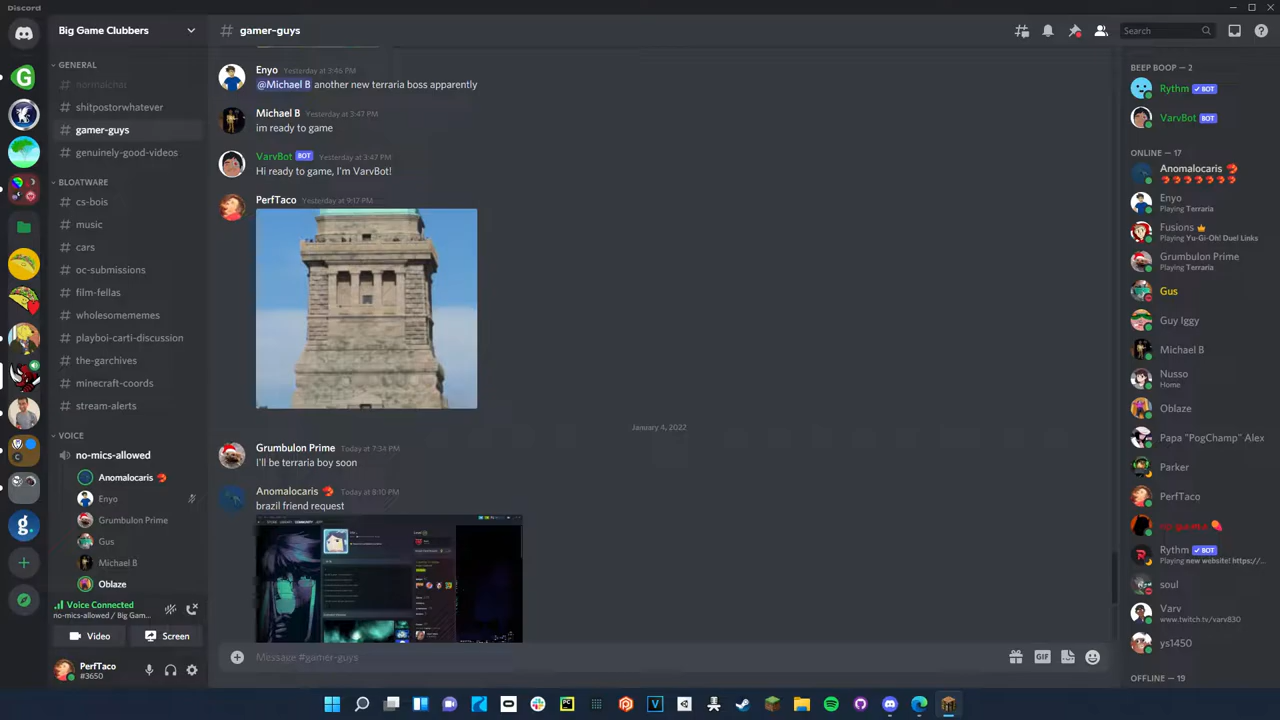 Discord
Big Game Clubbers
GENERAL
normalchat
shitpostorwhatever
gamer-guys
genuinely-good-videos
BLOATWARE
cs-bois
music
cars
oc-submissions
film-fellas
wholesomememes
playboi-carti-discussion
the-garchives
minecraft-coords
stream-alerts
VOICE
no-mics-allowed
Anomalocaris
Enyo
Grumbulon Prime
Gus
Michael B
Oblaze
Voice Connected
no-mics-allowed / Big Gam...
Video
Screen
PerfTaco
#3650
# gamer-guys
Search
Enyo Yesterday at 3:46 PM
@Michael B another new terraria boss apparently
Michael B Yesterday at 3:47 PM
im ready to game
VarvBot BOT Yesterday at 3:47 PM
Hi ready to game, I'm VarvBot!
PerfTaco Yesterday at 9:17 PM
January 4, 2022
Grumbulon Prime Today at 7:34 PM
I'll be terraria boy soon
Anomalocaris Today at 8:10 PM
brazil friend request
Message #gamer-guys
GIF
BEEP BOOP — 2
Rythm BOT
VarvBot BOT
ONLINE — 17
Anomalocaris
Enyo
Playing Terraria
Fusions
Playing Yu-Gi-Oh! Duel Links
Grumbulon Prime
Playing Terraria
Gus
Guy Iggy
Michael B
Nusso
Home
Oblaze
Papa "PogChamp" Alex
Parker
PerfTaco
Rythm BOT
Playing new website! https://...
soul
Varv
www.twitch.tv/varv830
ys1450
OFFLINE — 19